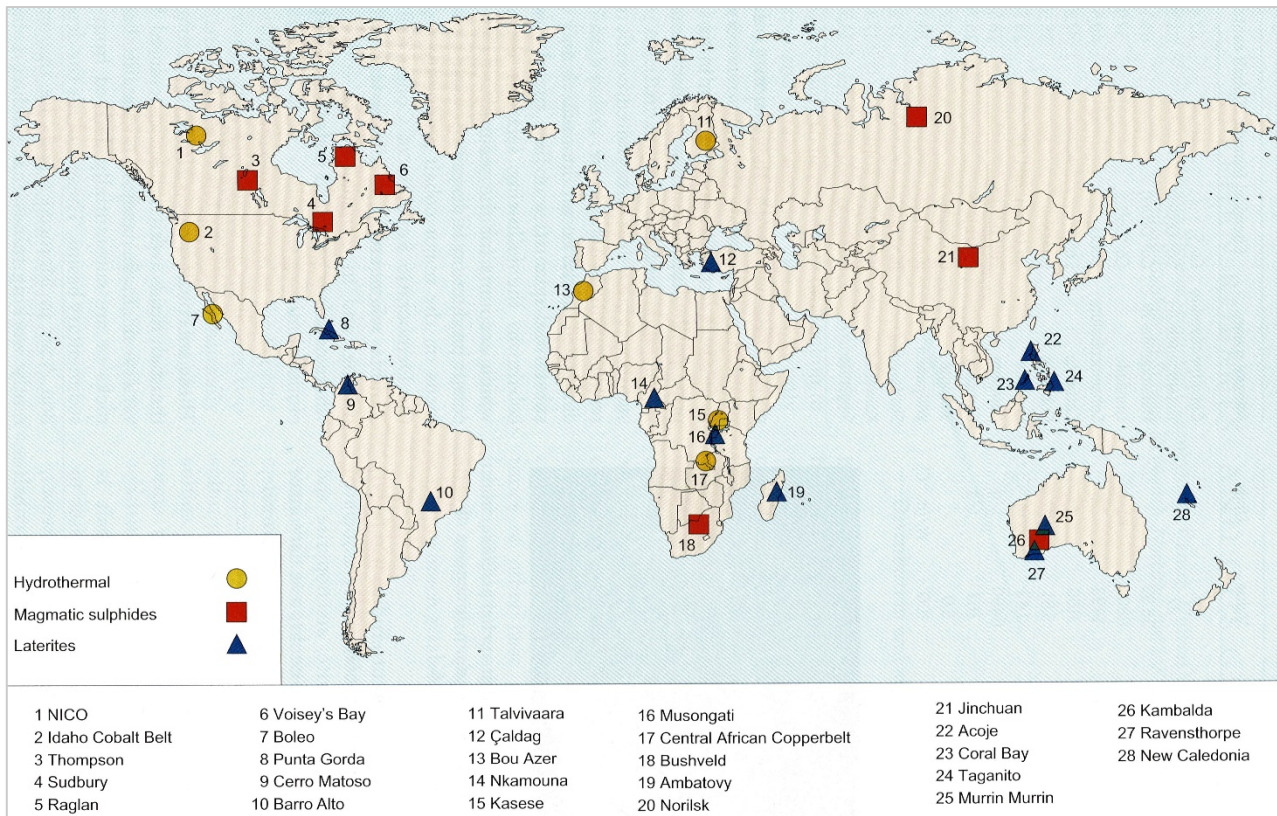 1
2
3
4
5
6
7
8
9
10
11
12
13
14
15
16
17
18
19
20
21
22
23
24
25
26
27
28
Hydrothermal
Magmatic sulphides
Laterites
1 NICO
2 Idaho Cobalt Belt
3 Thompson
4 Sudbury
5 Raglan
6 Voisey's Bay
7 Boleo
8 Punta Gorda
9 Cerro Matoso
10 Barro Alto
11 Talvivaara
12 Çaldag
13 Bou Azer
14 Nkamouna
15 Kasese
16 Musongati
17 Central African Copperbelt
18 Bushveld
19 Ambatovy
20 Norilsk
21 Jinchuan
22 Acoje
23 Coral Bay
24 Taganito
25 Murrin Murrin
26 Kambalda
27 Ravensthorpe
28 New Caledonia